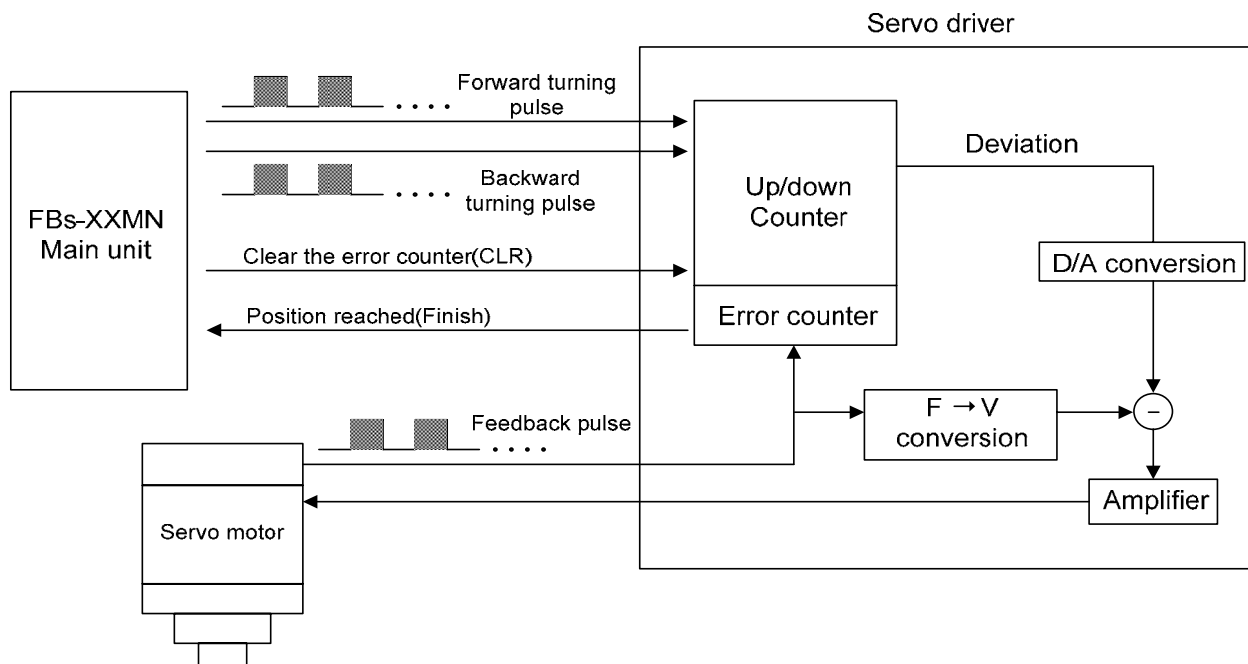 Servo driver
Forward turning
pulse
FBs-XXMN
Main unit
Backward
turning pulse
Clear the error counter(CLR)
Position reached(Finish)
Up/down
Counter
Error counter
Deviation
D/A conversion
F → V
conversion
−
Amplifier
Feedback pulse
Servo motor